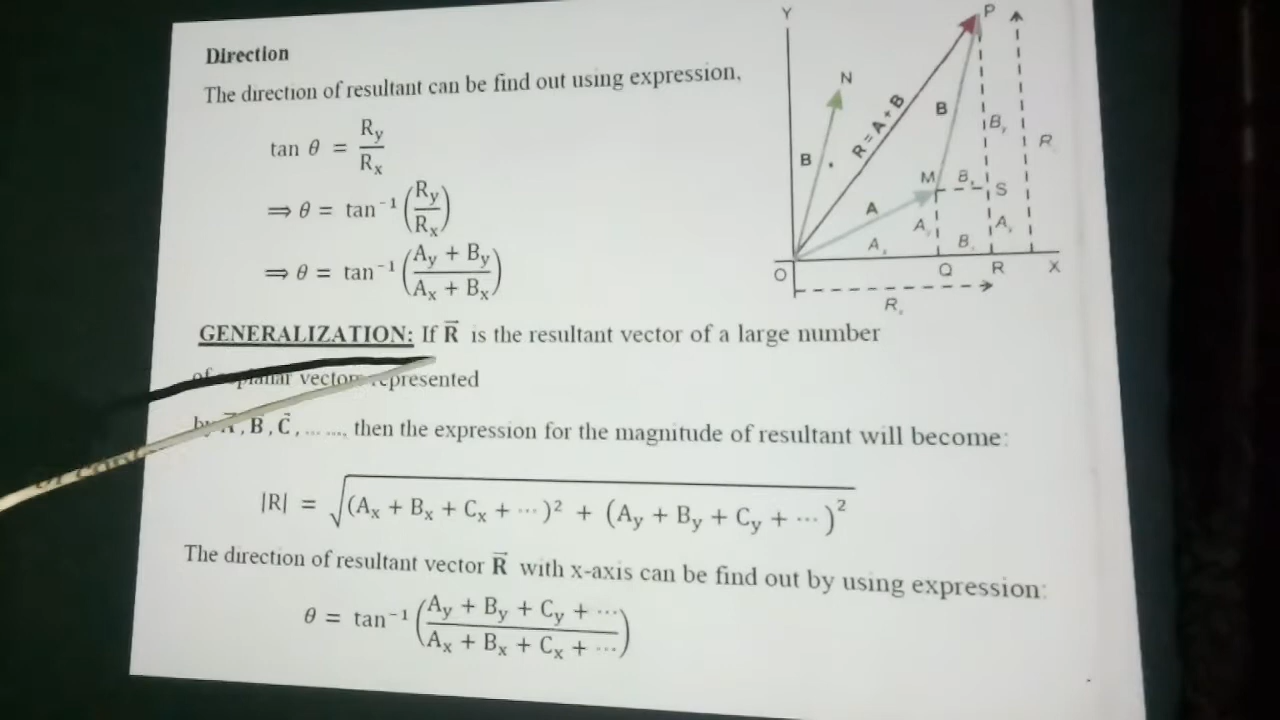 Direction
The direction of resultant can be find out using expression.
tan θ = R_y / R_x
⟹ θ = tan⁻¹ (R_y / R_x)
⟹ θ = tan⁻¹ ((A_y + B_y) / (A_x + B_x))
Y
P
N
B
R = A + B
B
B_y
R
M
B_x
S
A
A_y
A_y
A_x
B
O
Q
R
X
R_x
GENERALIZATION: If R⃗ is the resultant vector of a large number
of vectors represented
by A⃗, B⃗, C⃗, ... ..., then the expression for the magnitude of resultant will become:
|R| = √((A_x + B_x + C_x + ⋯)² + (A_y + B_y + C_y + ⋯)²)
The direction of resultant vector R⃗ with x-axis can be find out by using expression:
θ = tan⁻¹ ((A_y + B_y + C_y + ⋯) / (A_x + B_x + C_x + ⋯))